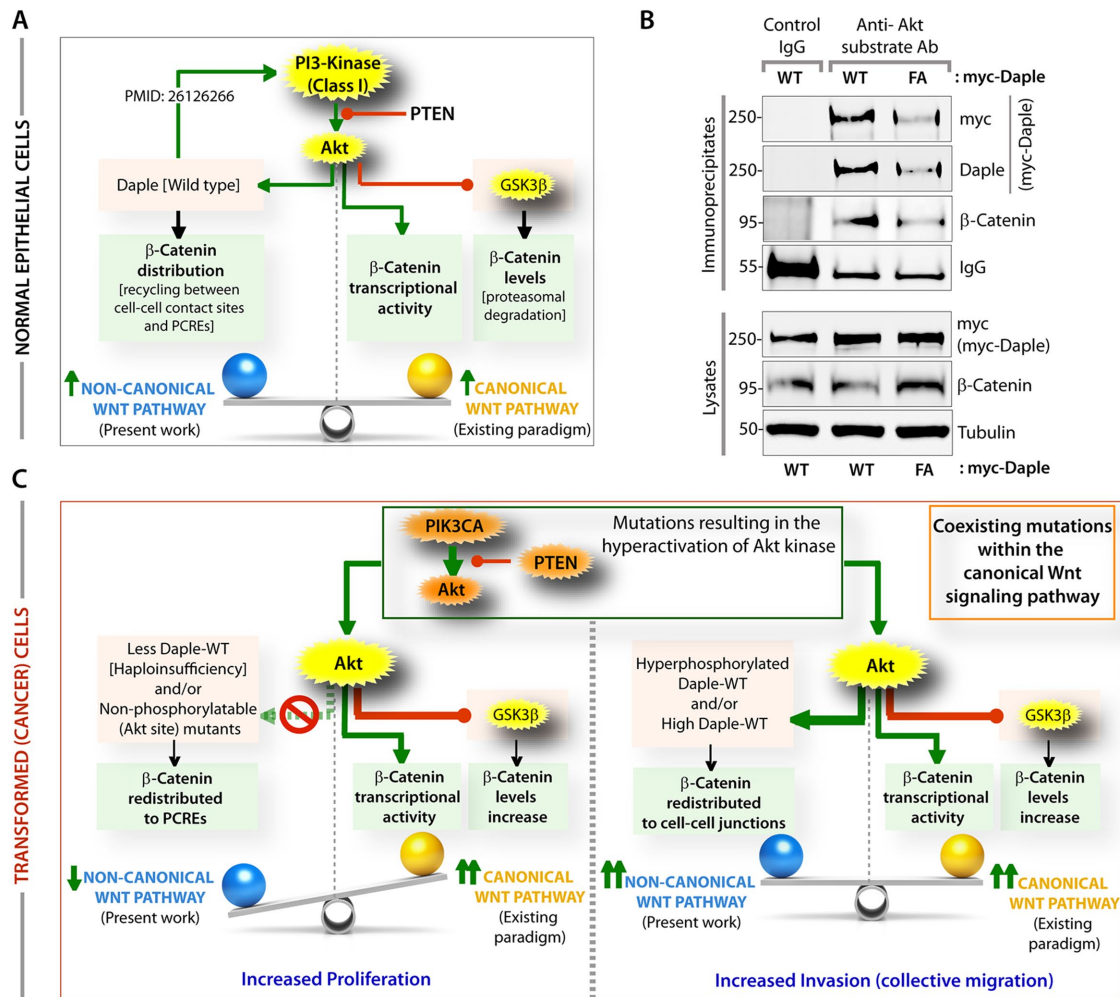 A
NORMAL EPITHELIAL CELLS
PI3-Kinase
(Class I)
PMID: 26126266
PTEN
Akt
Daple [Wild type]
GSK3β
β-Catenin
distribution
[recycling between
cell-cell contact sites
and PCREs]
β-Catenin
transcriptional
activity
β-Catenin
levels
[proteasomal
degradation]
NON-CANONICAL
WNT PATHWAY
(Present work)
CANONICAL
WNT PATHWAY
(Existing paradigm)
B
Control
IgG
Anti- Akt
substrate Ab
WT
WT
FA
: myc-Daple
Immunoprecipitates
250-
myc
250-
Daple
(myc-Daple)
95-
β-Catenin
55-
IgG
Lysates
250-
myc
(myc-Daple)
95-
β-Catenin
50-
Tubulin
WT
WT
FA
: myc-Daple
C
TRANSFORMED (CANCER) CELLS
PIK3CA
PTEN
Akt
Mutations resulting in the
hyperactivation of Akt kinase
Coexisting mutations
within the
canonical Wnt
signaling pathway
Less Daple-WT
[Haploinsufficiency]
and/or
Non-phosphorylatable
(Akt site) mutants
Akt
GSK3β
β-Catenin
redistributed
to PCREs
β-Catenin
transcriptional
activity
β-Catenin
levels
increase
NON-CANONICAL
WNT PATHWAY
(Present work)
CANONICAL
WNT PATHWAY
(Existing
paradigm)
Increased Proliferation
Hyperphosphorylated
Daple-WT
and/or
High Daple-WT
Akt
GSK3β
β-Catenin
redistributed
to cell-cell junctions
β-Catenin
transcriptional
activity
β-Catenin
levels
increase
NON-CANONICAL
WNT PATHWAY
(Present work)
CANONICAL
WNT PATHWAY
(Existing
paradigm)
Increased Invasion (collective migration)